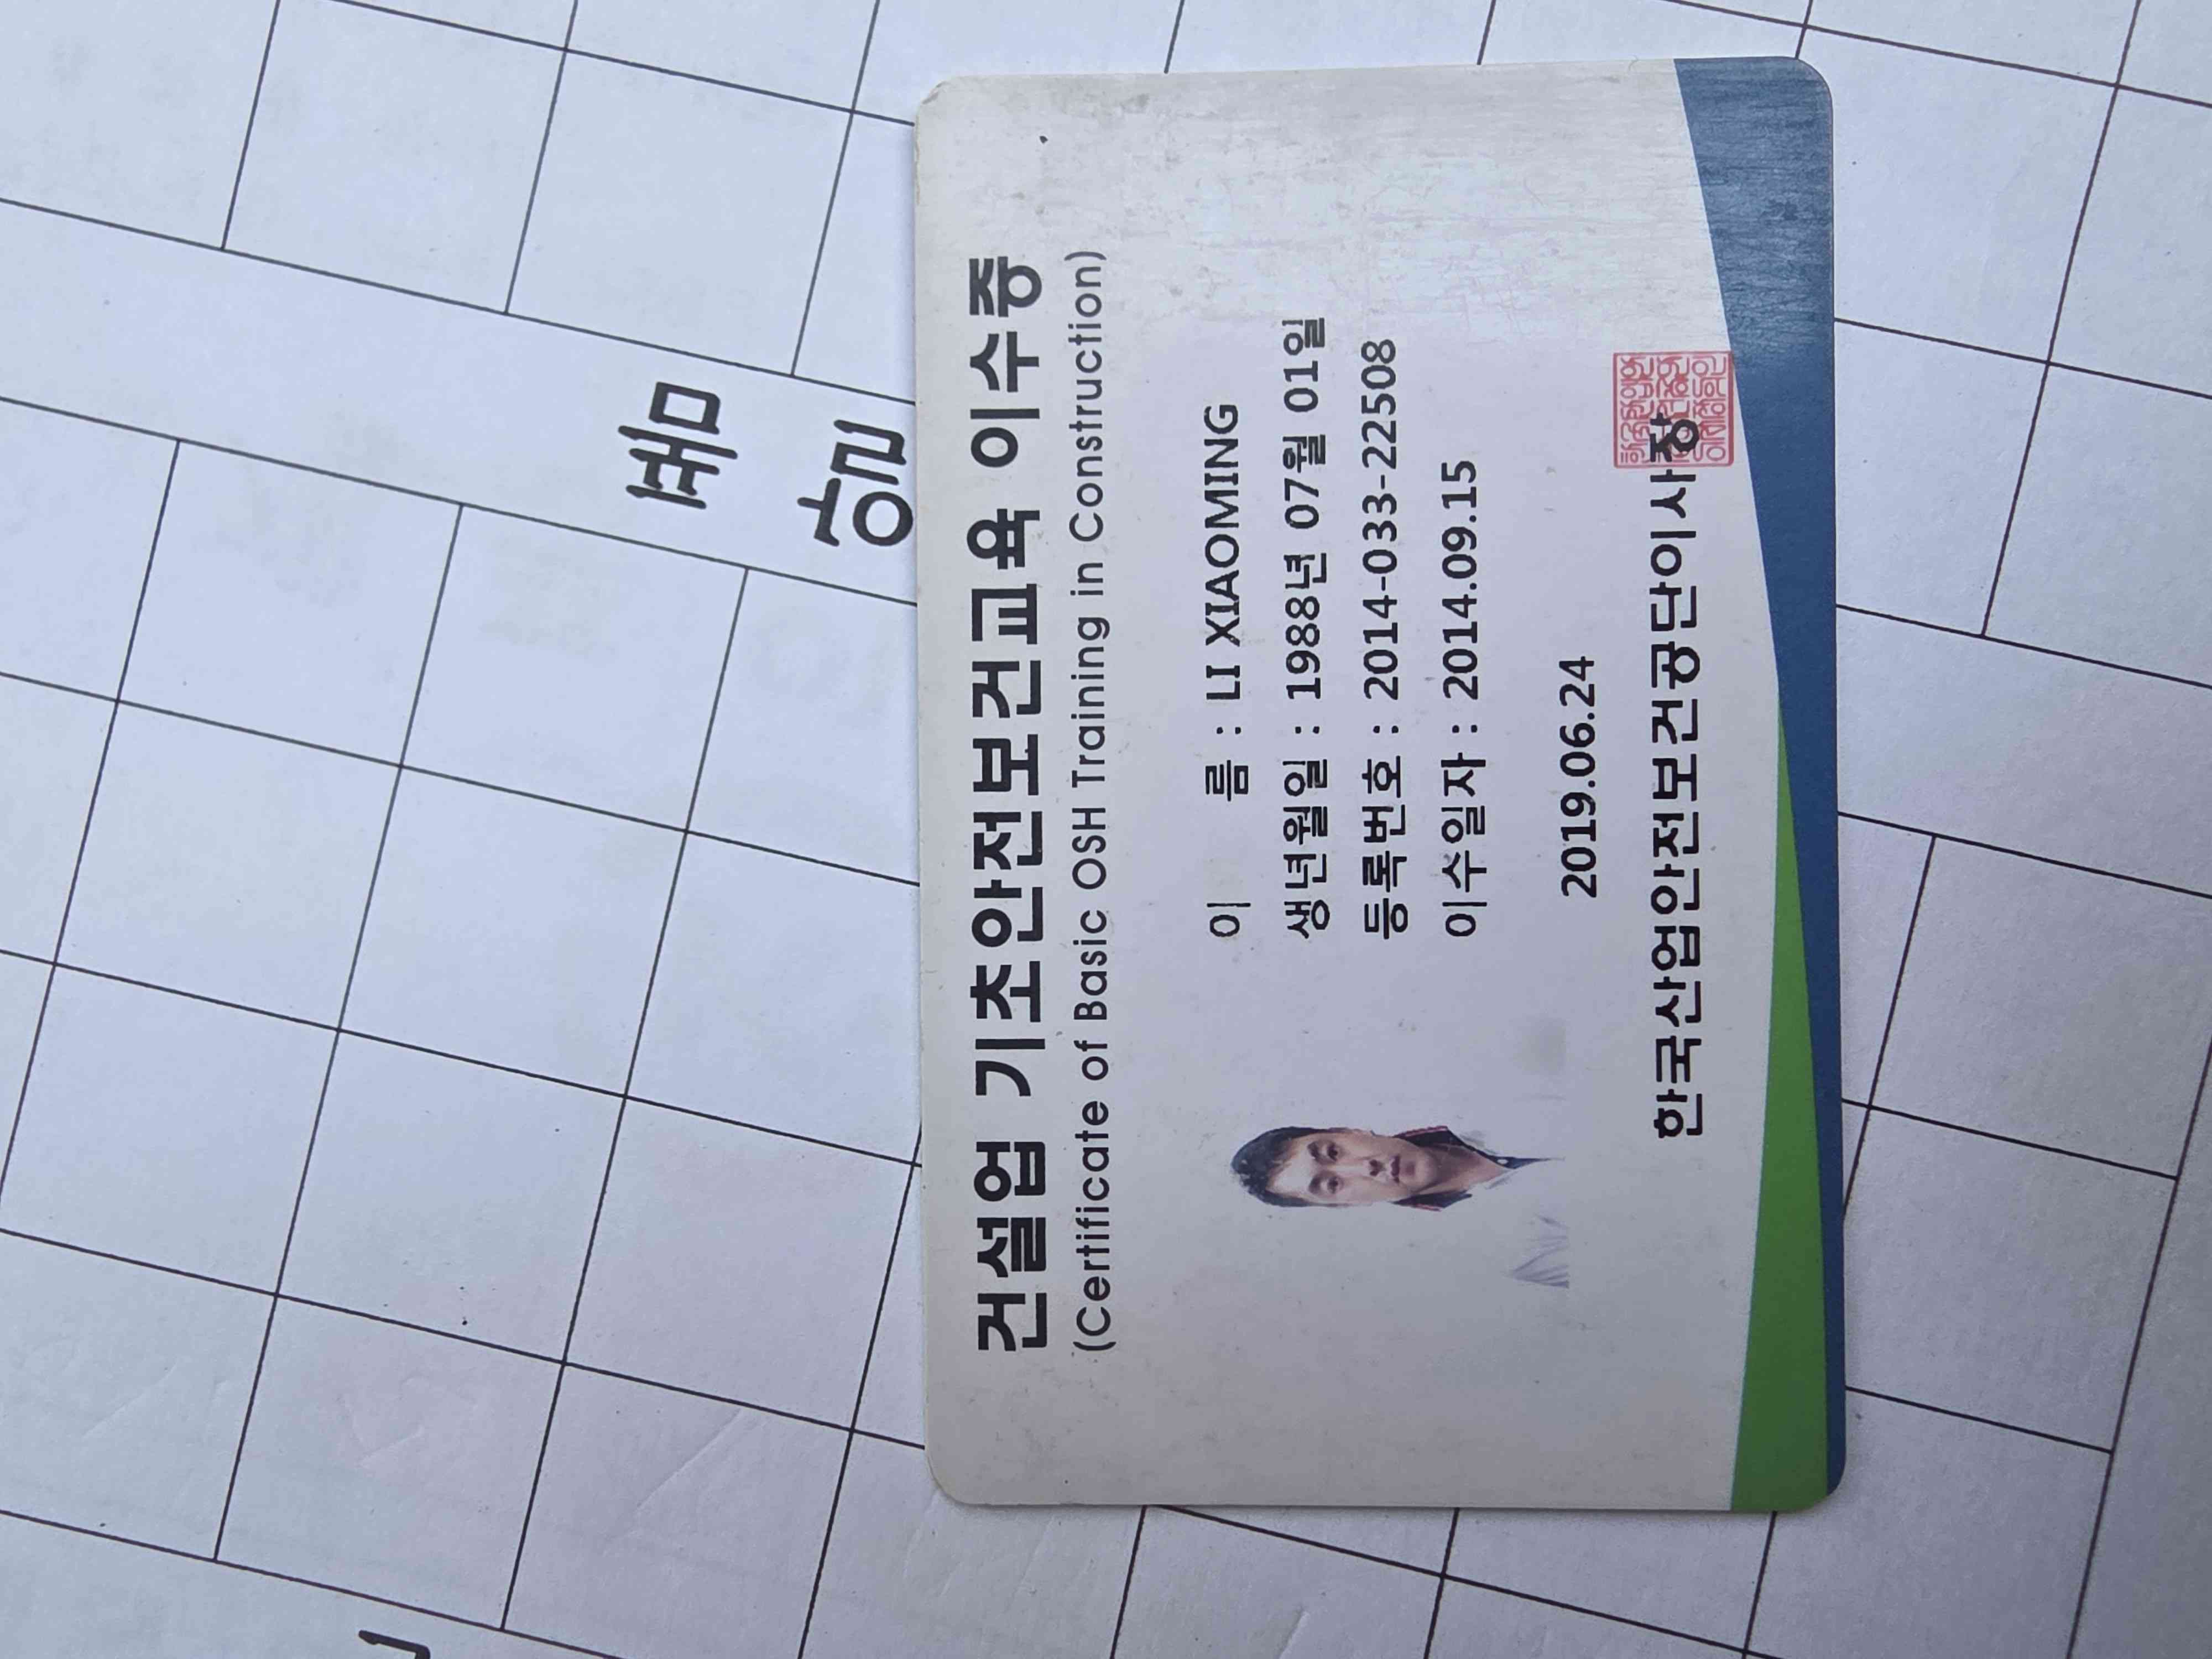 건설업 기초안전보건교육 이수증
(Certificate of Basic OSH Training in Construction)
이 름 : LI XIAOMING
생년월일 : 1988년 07월 01일
등록번호 : 2014-033-22508
이수일자 : 2014.09.15
2019.06.24
한국산업안전보건공단이사장